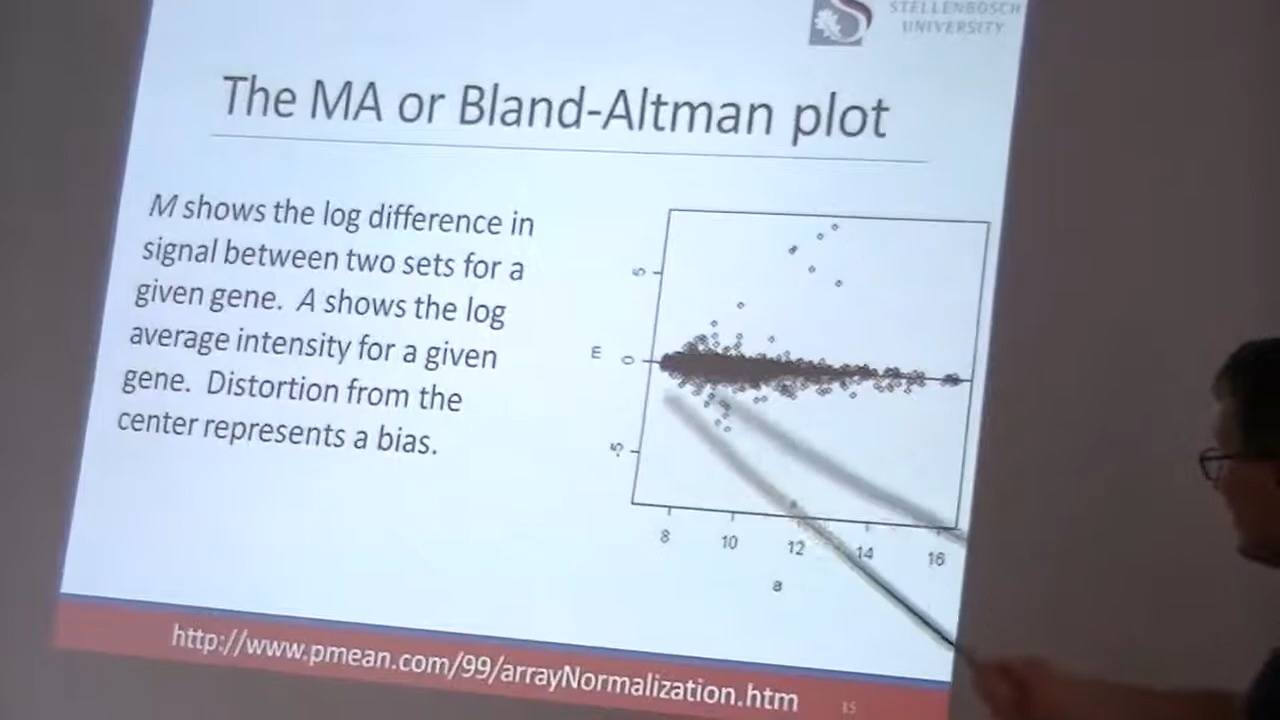 STELLENBOSCH
UNIVERSITY
The MA or Bland-Altman plot
M shows the log difference in
signal between two sets for a
given gene. A shows the log
average intensity for a given
gene. Distortion from the
center represents a bias.
5
m
0
-5
8 10 12 14 16
a
http://www.pmean.com/99/arrayNormalization.htm
15